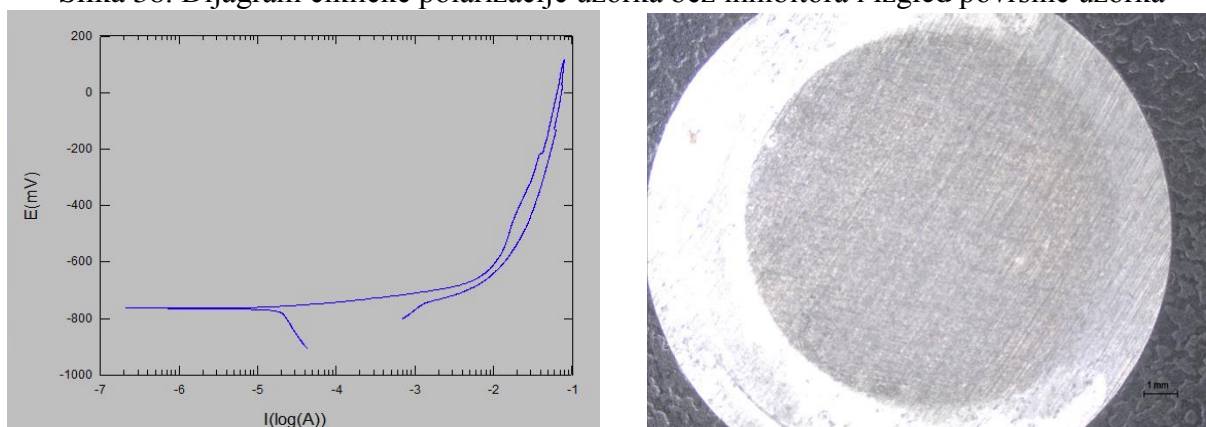 Slika 38. Dijagram ciklične polarizacije uzorka bez inhibitora i izgled površine uzorka
200
0
-200
-400
-600
-800
-1000
E(mV)
-7 -6 -5 -4 -3 -2 -1
I(log(A))
1 mm